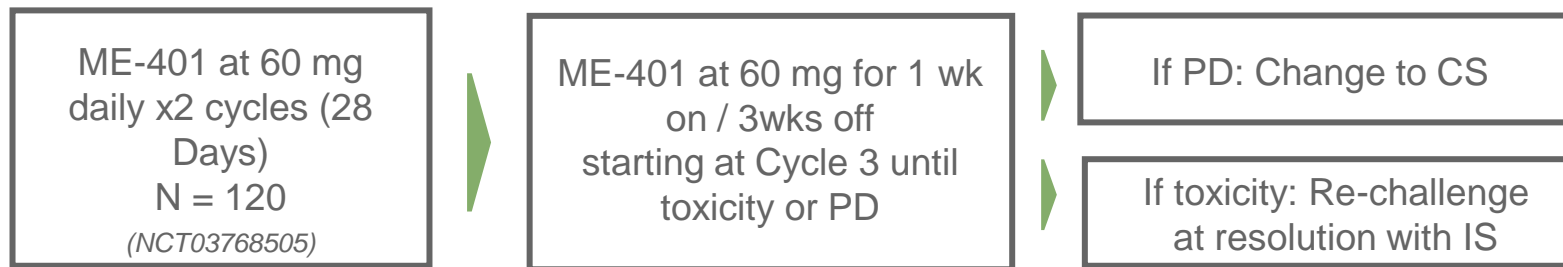 ME-401 at 60 mg
daily x2 cycles (28
Days)
N = 120
(NCT03768505)
ME-401 at 60 mg for 1 wk
on / 3wks off
starting at Cycle 3 until
toxicity or PD
If PD: Change to CS
If toxicity: Re-challenge
at resolution with IS